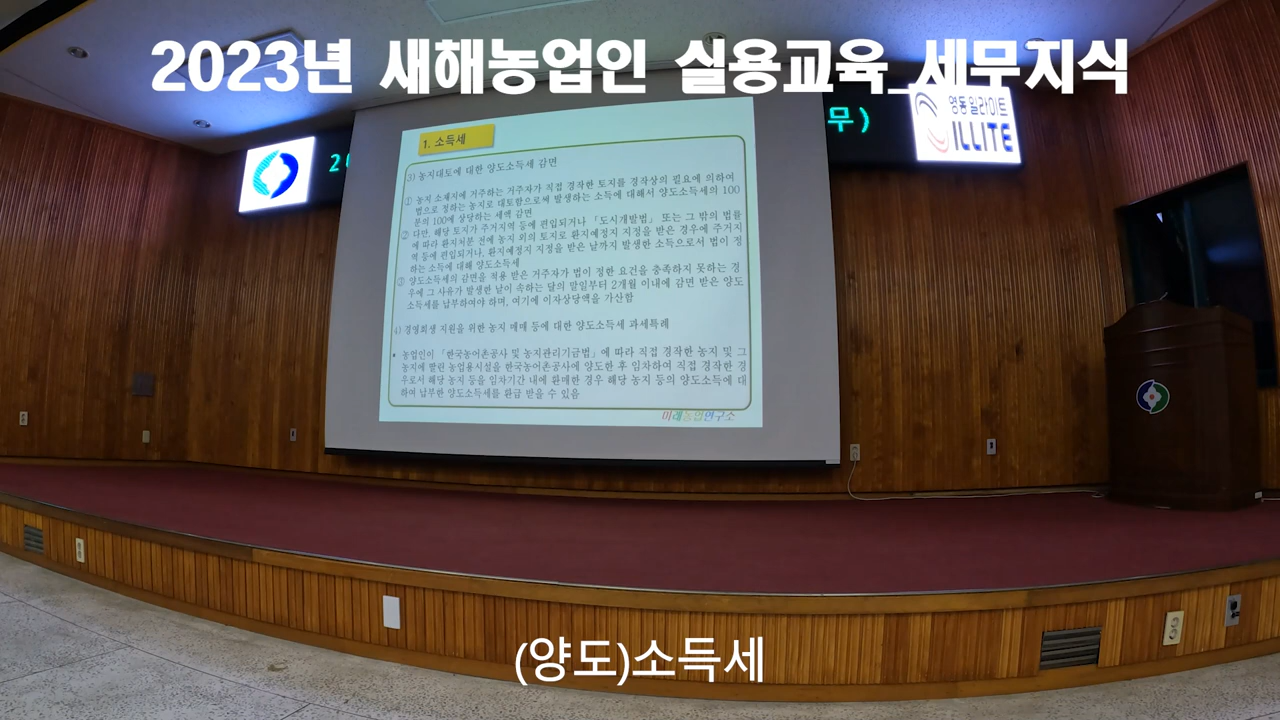 2023년 새해농업인 실용교육_세무지식
20
무)
영동일라이트
ILLITE
1. 소득세
3) 농지대토에 대한 양도소득세 감면
① 농지 소재지에 거주하는 거주자가 직접 경작한 토지를 경작상의 필요에 의하여
법으로 정하는 농지로 대토함으로써 발생하는 소득에 대해서 양도소득세의 100
분의 100에 상당하는 세액 감면
② 다만, 해당 토지가 주거지역 등에 편입되거나 「도시개발법」 또는 그 밖의 법률
에 따라 환지처분 전에 농지 외의 토지로 환지예정지 지정을 받은 경우에 주거지
역 등에 편입되거나, 환지예정지 지정을 받은 날까지 발생한 소득으로서 법이 정
하는 소득에 대해 양도소득세
③ 양도소득세의 감면을 적용 받은 거주자가 법이 정한 요건을 충족하지 못하는 경
우에 그 사유가 발생한 날이 속하는 달의 말일부터 2개월 이내에 감면 받은 양도
소득세를 납부하여야 하며, 여기에 이자상당액을 가산함
4) 경영회생 지원을 위한 농지 매매 등에 대한 양도소득세 과세특례
• 농업인이 「한국농어촌공사 및 농지관리기금법」에 따라 직접 경작한 농지 및 그
농지에 딸린 농업용시설을 한국농어촌공사에 양도한 후 임차하여 직접 경작한 경
우로서 해당 농지 등을 임차기간 내에 환매한 경우 해당 농지 등의 양도소득에 대
하여 납부한 양도소득세를 환급 받을 수 있음
미래농업연구소
(양도)소득세